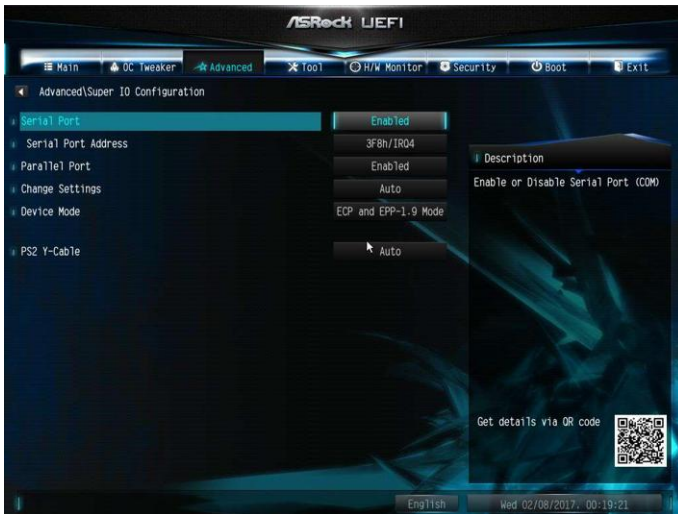 ASRock UEFI
Main OC Tweaker Advanced Tool H/W Monitor Security Boot Exit
Advanced\Super IO Configuration
Serial Port Enabled
Serial Port Address 3F8h/IRQ4
Parallel Port Enabled
Change Settings Auto
Device Mode ECP and EPP-1.9 Mode
PS2 Y-Cable Auto
Description
Enable or Disable Serial Port (COM)
Get details via QR code
English Wed 02/08/2017. 00:19:21